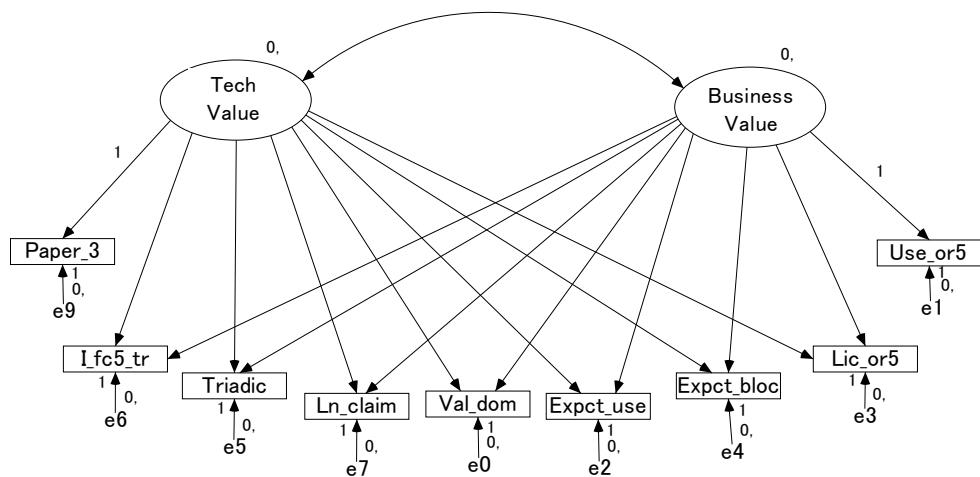 0,
Tech
Value
0,
Business
Value
1
1
Paper_3
1
0,
e9
Use_or5
1
0,
e1
I_fc5_tr
1
0,
e6
Triadic
1
0,
e5
Ln_claim
1
0,
e7
Val_dom
1
0,
e0
Expct_use
1
0,
e2
Expct_bloc
1
0,
e4
Lic_or5
1
0,
e3